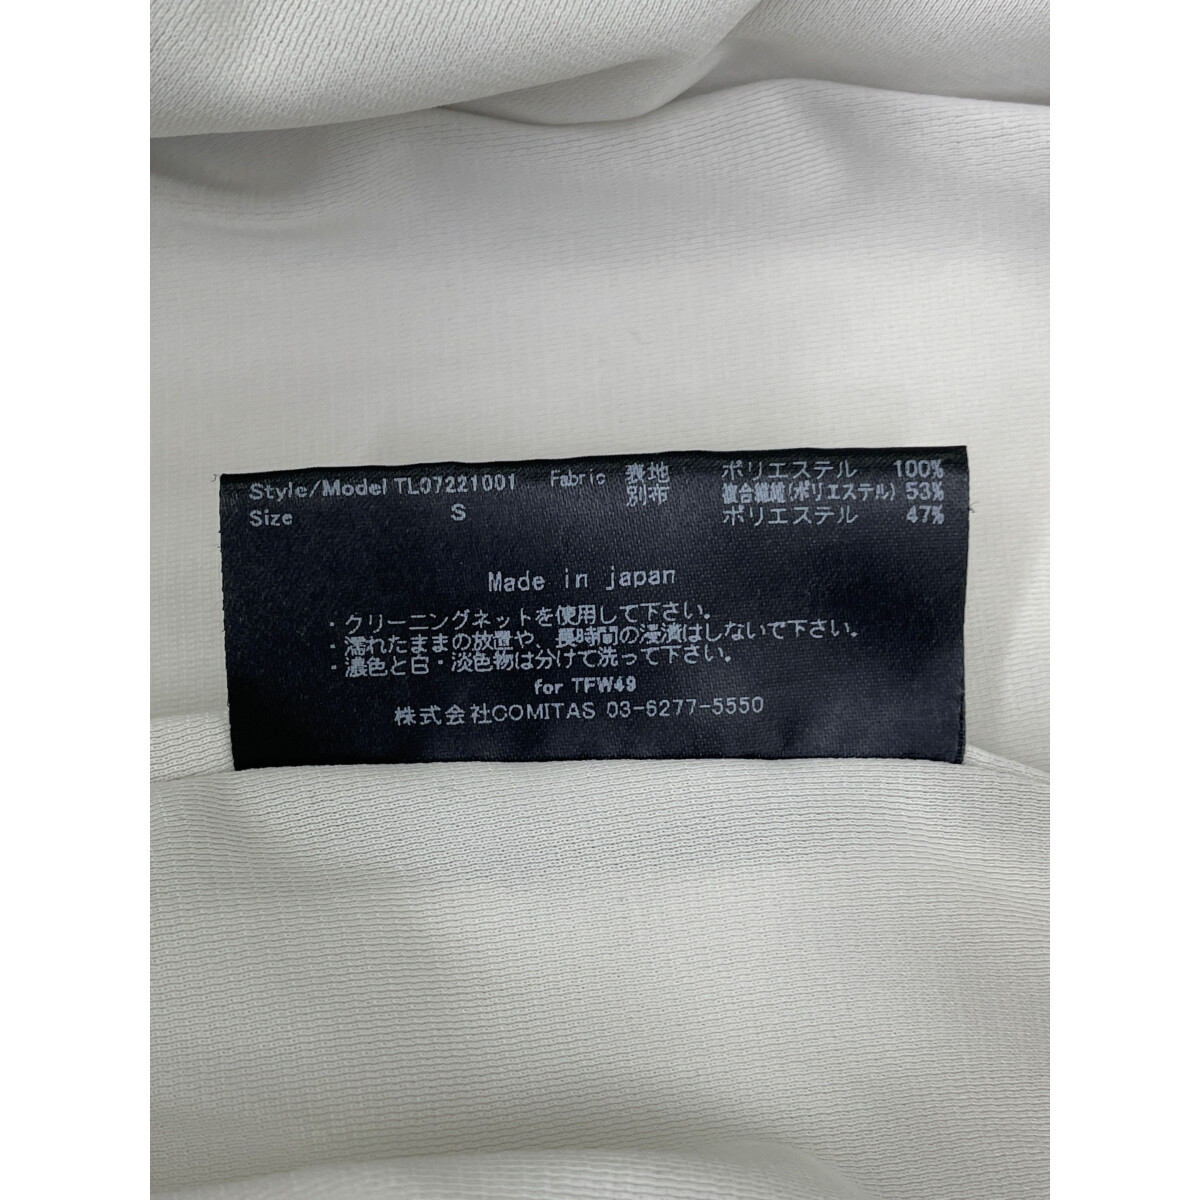 Style/Model TL07221001 Fabric 表地 ポリエステル 100%
別布 複合繊維(ポリエステル) 53%
Size S ポリエステル 47%
Made in japan
・クリーニングネットを使用して下さい。
・濡れたままの放置や、長時間の浸漬はしないで下さい。
・濃色と白・淡色物は分けて洗って下さい。
for TFW49
株式会社COMITAS 03-6277-5550